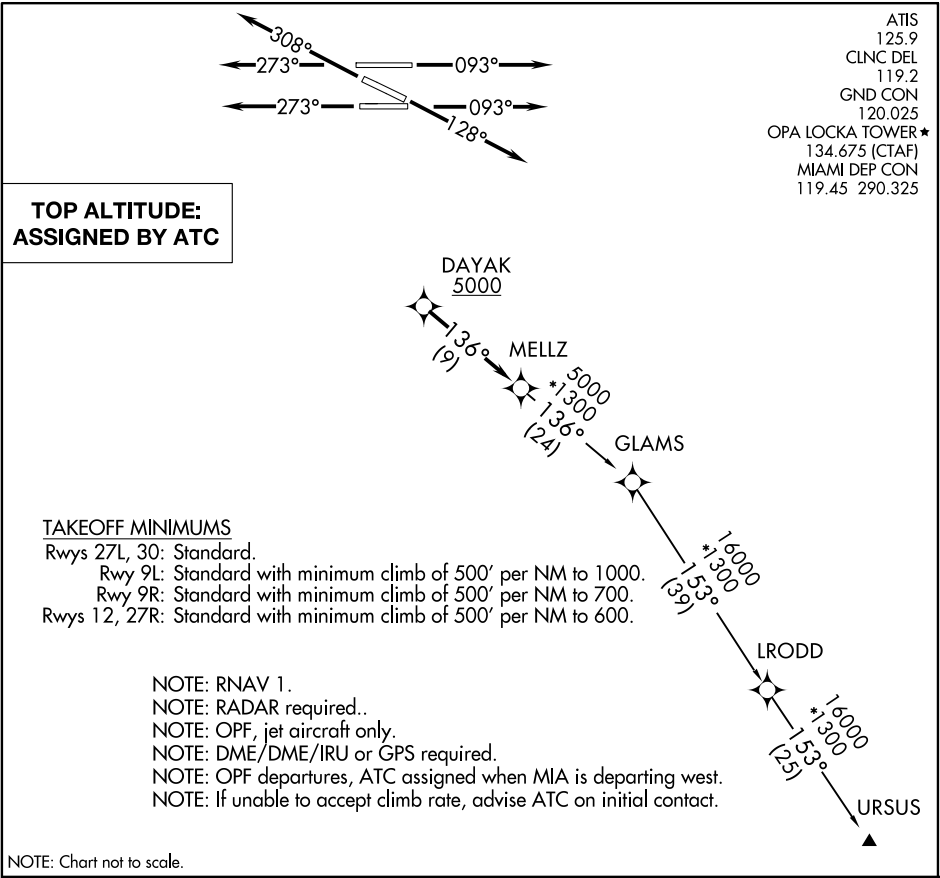 308°
273°
093°
273°
093°
128°
ATIS
125.9
CLNC DEL
119.2
GND CON
120.025
OPA LOCKA TOWER★
134.675 (CTAF)
MIAMI DEP CON
119.45 290.325
TOP ALTITUDE:
ASSIGNED BY ATC
DAYAK
5000
136°
(9)
MELLZ
5000
*1300
136°
(24)
GLAMS
16000
*1300
153°
(39)
LRODD
16000
*1300
153°
(25)
URSUS
TAKEOFF MINIMUMS
Rwys 27L, 30: Standard.
Rwy 9L: Standard with minimum climb of 500' per NM to 1000.
Rwy 9R: Standard with minimum climb of 500' per NM to 700.
Rwys 12, 27R: Standard with minimum climb of 500' per NM to 600.
NOTE: RNAV 1.
NOTE: RADAR required..
NOTE: OPF, jet aircraft only.
NOTE: DME/DME/IRU or GPS required.
NOTE: OPF departures, ATC assigned when MIA is departing west.
NOTE: If unable to accept climb rate, advise ATC on initial contact.
NOTE: Chart not to scale.